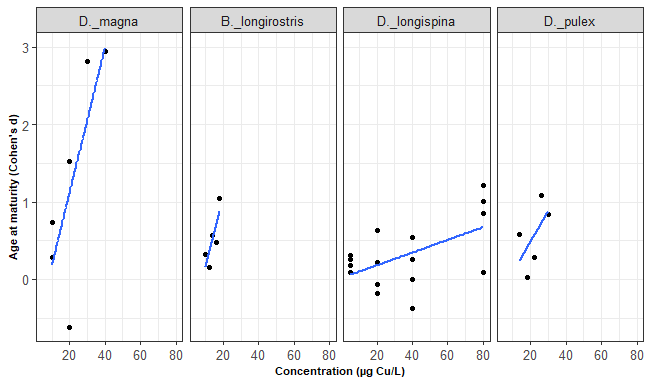 D._magna B._longirostris D._longispina D._pulex
3
2
1
0
20 40 60 80 20 40 60 80 20 40 60 80 20 40 60 80
Age at maturity (Cohen's d)
Concentration (µg Cu/L)